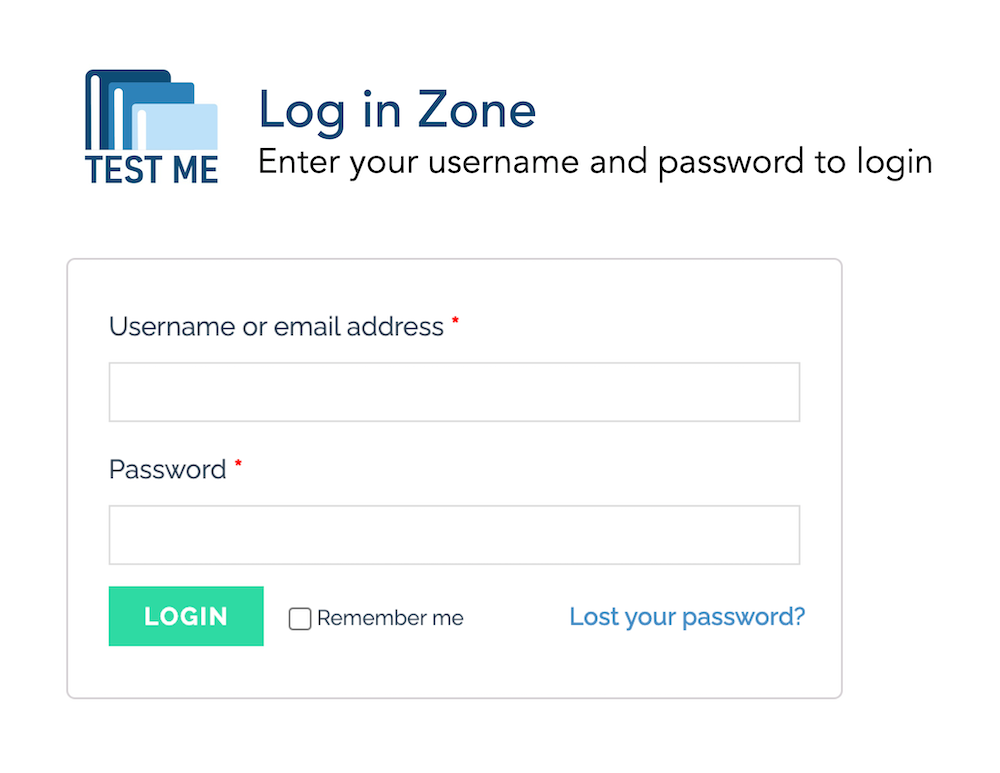 TEST ME
Log in Zone
Enter your username and password to login
Username or email address *
Password *
LOGIN
Remember me
Lost your password?